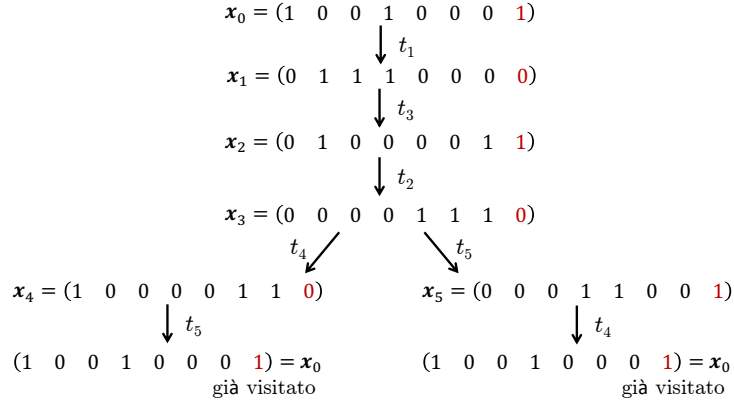 x₀ = (1 0 0 1 0 0 0 1)
t₁
x₁ = (0 1 1 1 0 0 0 0)
t₃
x₂ = (0 1 0 0 0 0 1 1)
t₂
x₃ = (0 0 0 0 1 1 1 0)
t₄ t₅
x₄ = (1 0 0 0 0 1 1 0) x₅ = (0 0 0 1 1 0 0 1)
t₅ t₄
(1 0 0 1 0 0 0 1) = x₀ (1 0 0 1 0 0 0 1) = x₀
già visitato già visitato